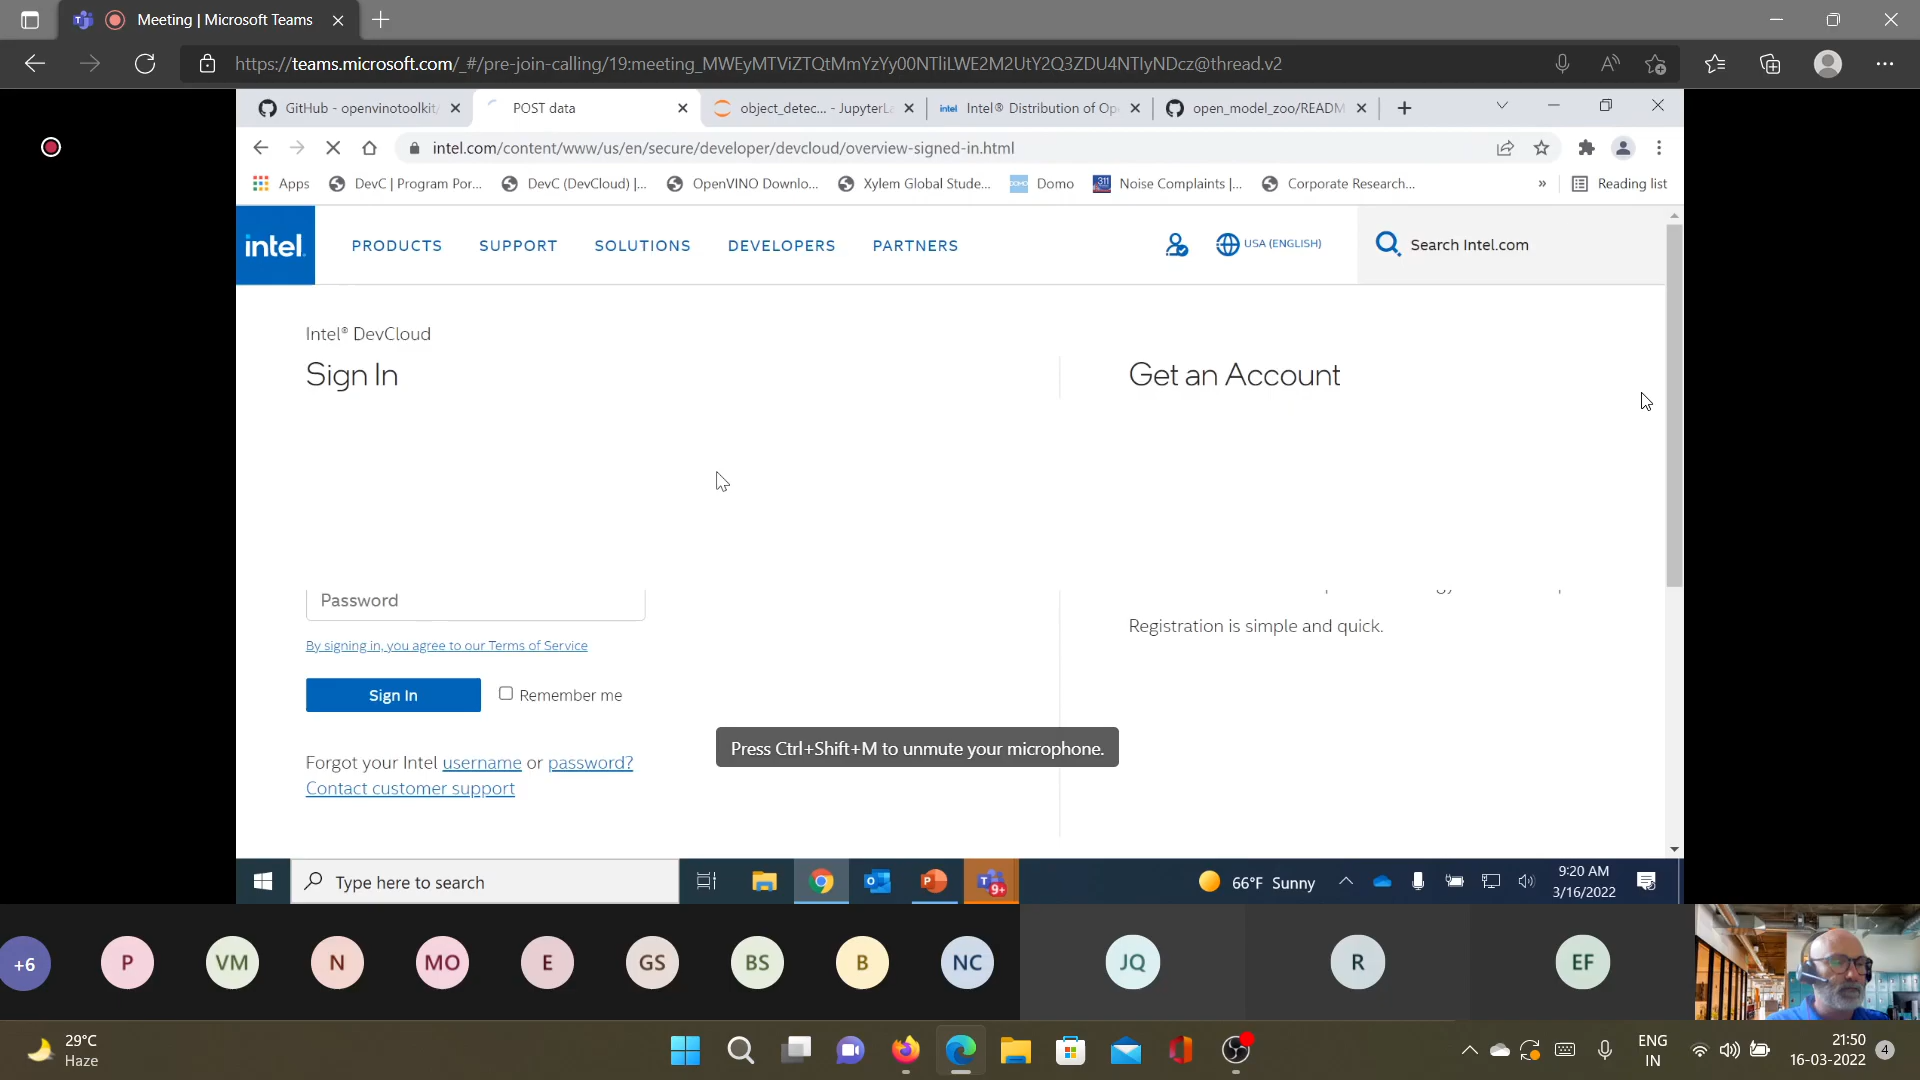 Meeting | Microsoft Teams
https://teams.microsoft.com/_#/pre-join-calling/19:meeting_MWEyMTViZTQtMmYzYy00NTliLWE2M2UtY2Q3ZDU4NTIyNDcz@thread.v2
GitHub - openvinotoolkit/
POST data
object_detec... - JupyterLa
Intel® Distribution of Op
open_model_zoo/READM
intel.com/content/www/us/en/secure/developer/devcloud/overview-signed-in.html
Apps
DevC | Program Por...
DevC (DevCloud) |...
OpenVINO Downlo...
Xylem Global Stude...
DOMO Domo
311 Noise Complaints |...
Corporate Research...
»
Reading list
intel.
PRODUCTS
SUPPORT
SOLUTIONS
DEVELOPERS
PARTNERS
USA (ENGLISH)
Search Intel.com
Intel® DevCloud
Sign In
Get an Account
Password
Registration is simple and quick.
By signing in, you agree to our Terms of Service
Sign In
Remember me
Press Ctrl+Shift+M to unmute your microphone.
Forgot your Intel username or password?
Contact customer support
Type here to search
9+
66°F Sunny
9:20 AM
3/16/2022
+6
P
VM
N
MO
E
GS
BS
B
NC
JQ
R
EF
29°C
Haze
ENG
IN
21:50
16-03-2022
4